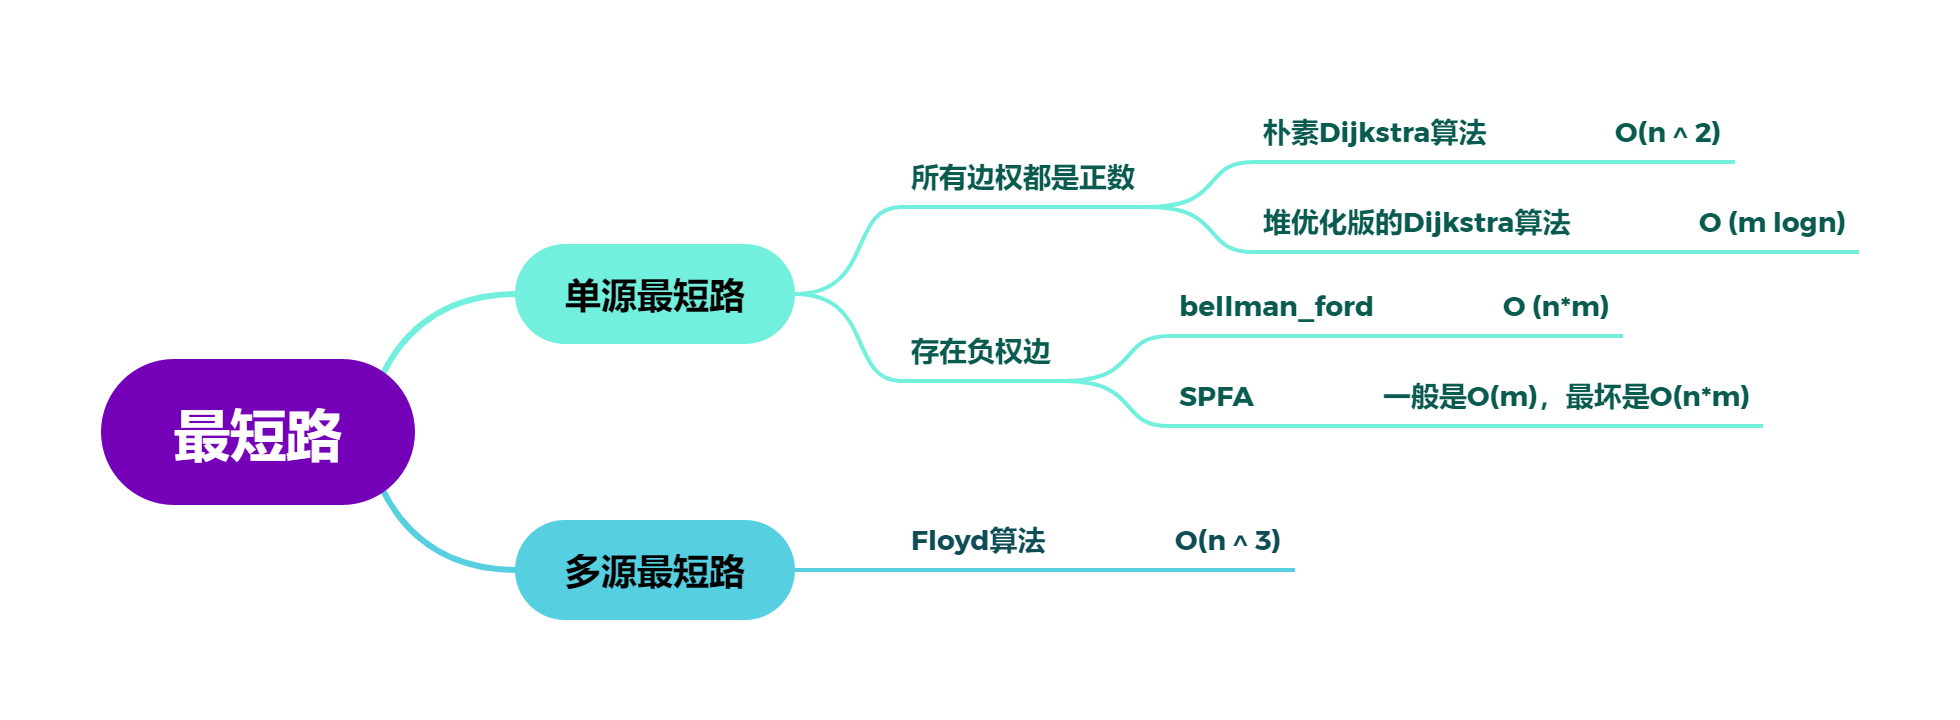 最短路
单源最短路
所有边权都是正数
朴素Dijkstra算法 O(n ^ 2)
堆优化版的Dijkstra算法 O (m logn)
存在负权边
bellman_ford O (n*m)
SPFA 一般是O(m)，最坏是O(n*m)
多源最短路
Floyd算法 O(n ^ 3)